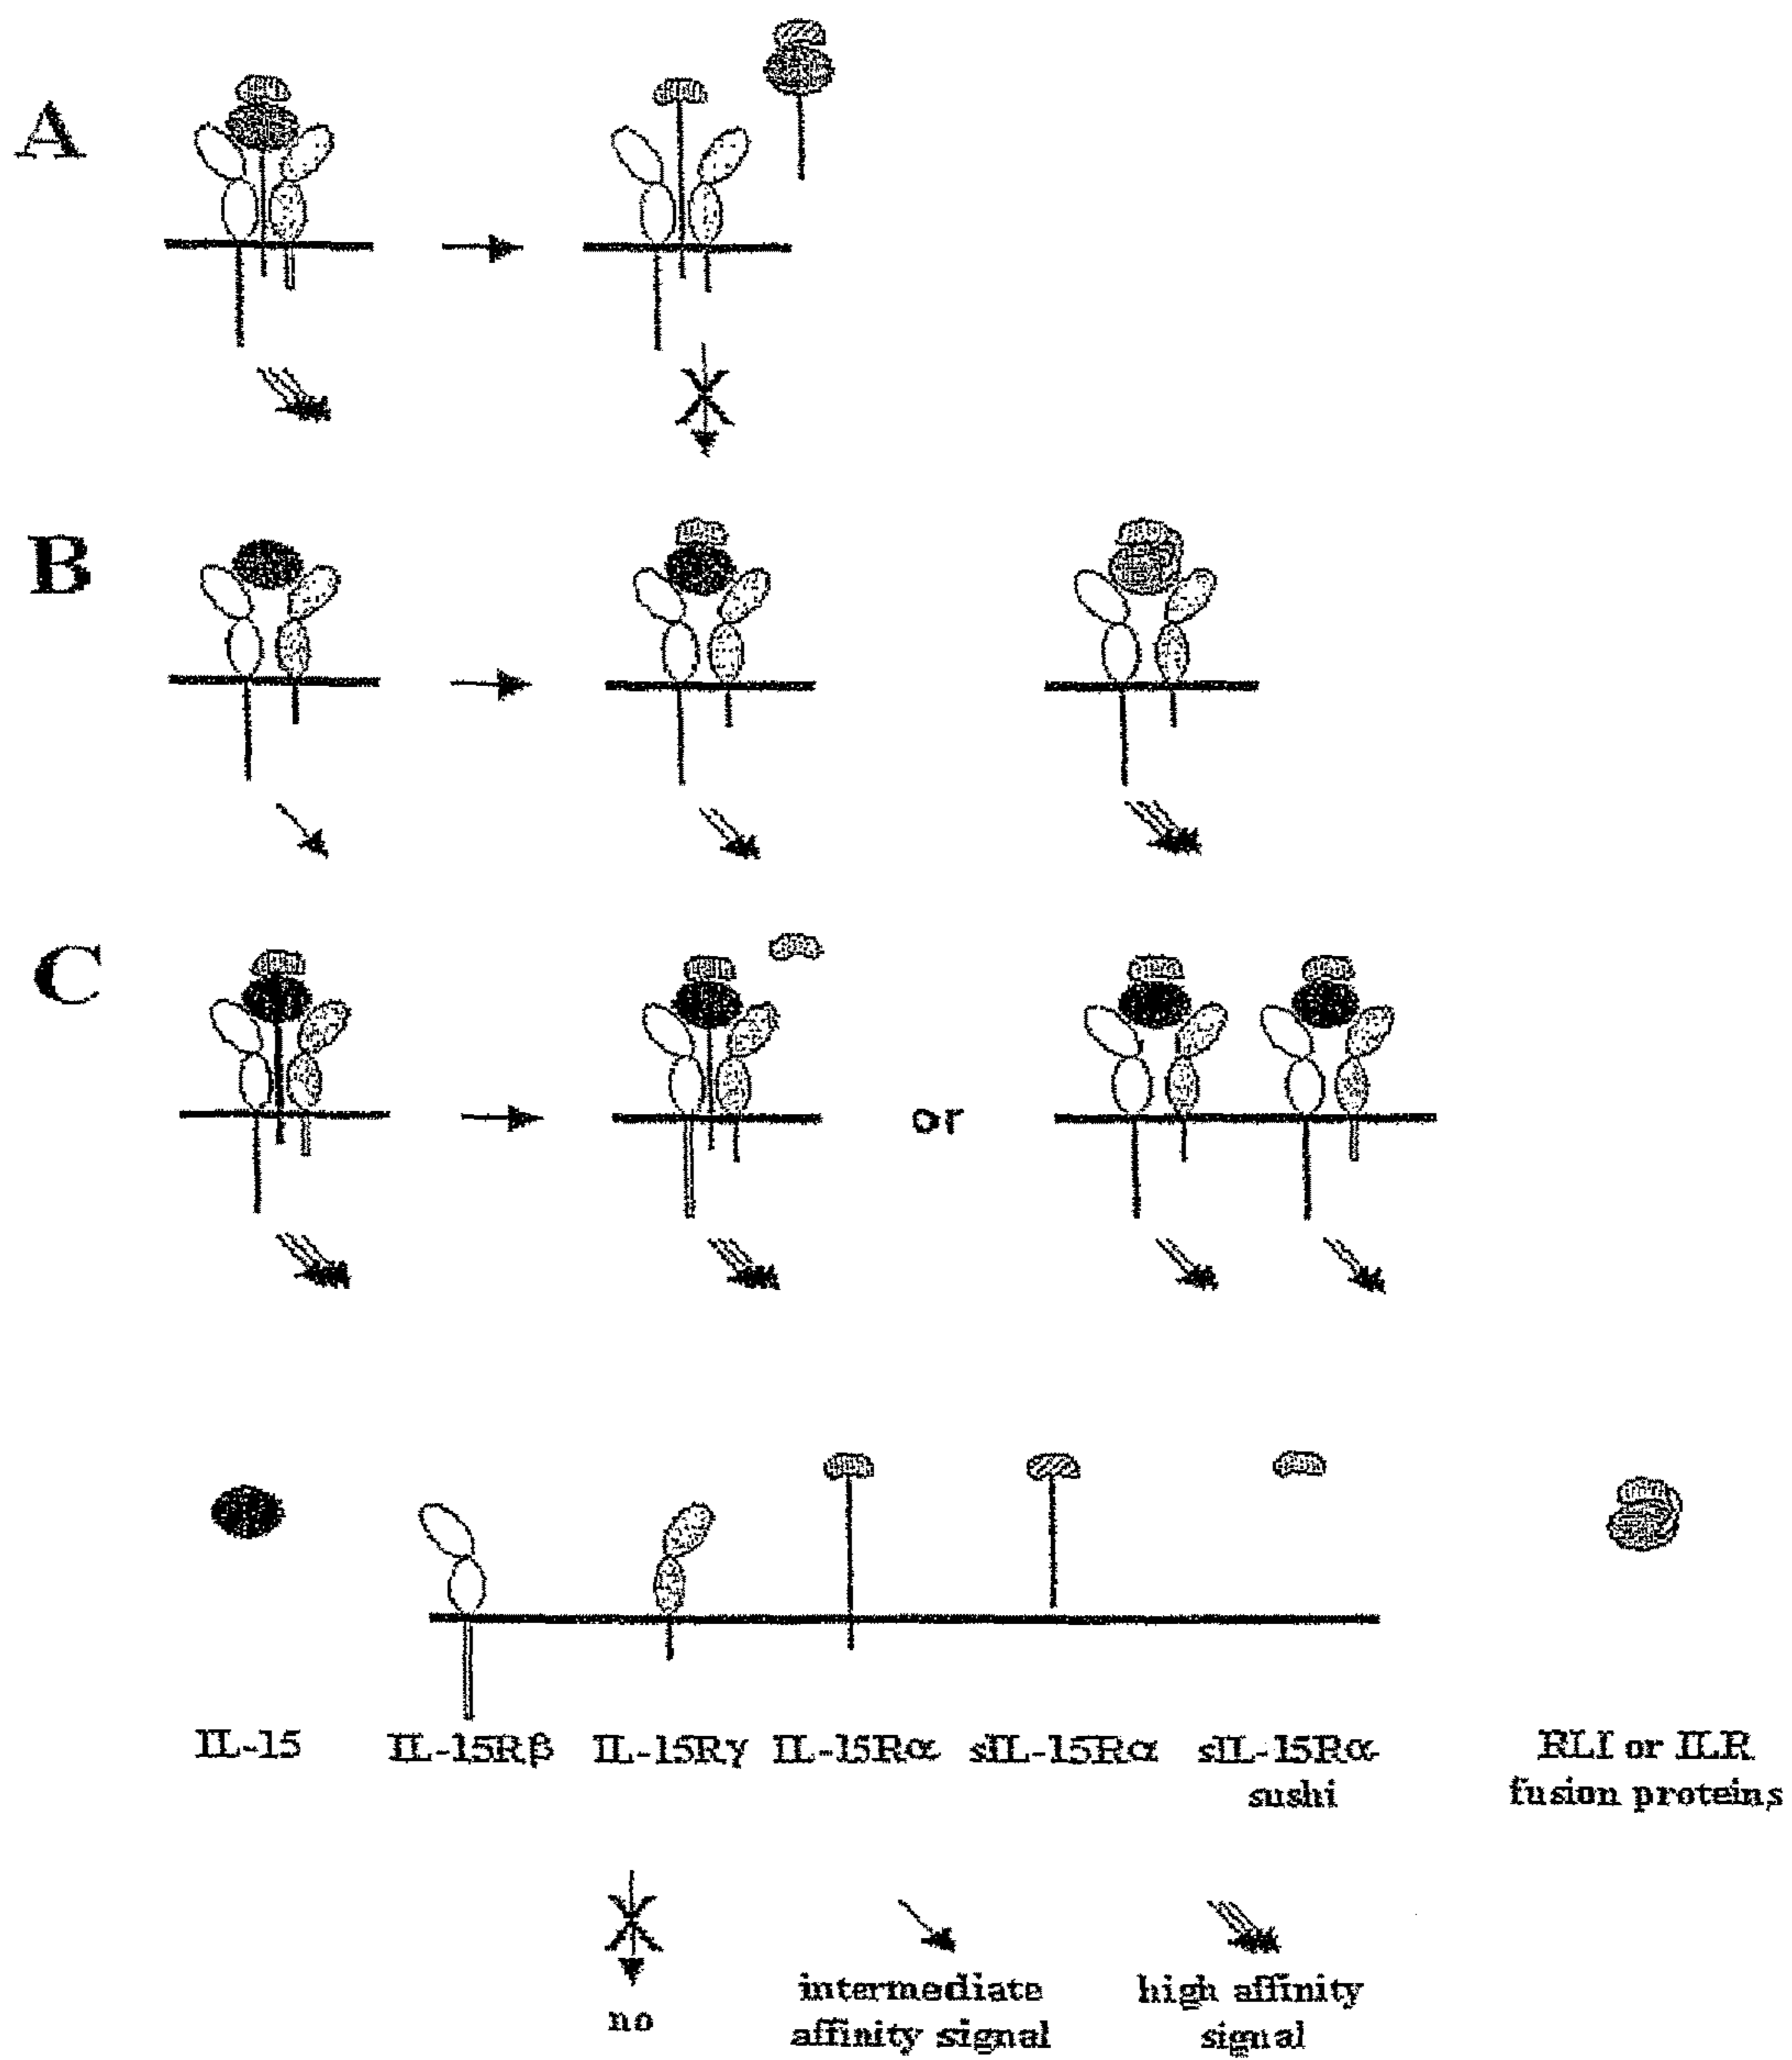 A
B
C
or
IL-15 IL-15Rβ IL-15Rγ IL-15Rα sIL-15Rα sIL-15Rα- RLI or ILR
sushi fusion proteins
no
intermediate high affinity
affinity signal signal